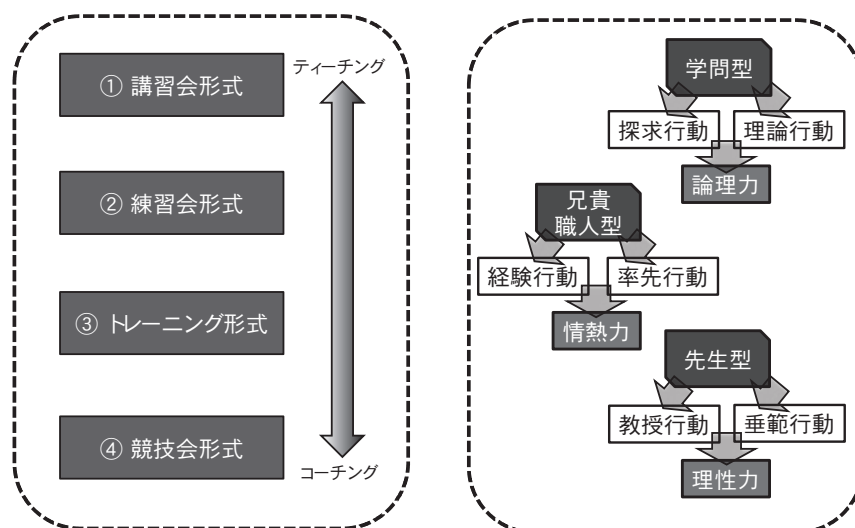 ティーチング
① 講習会形式
② 練習会形式
③ トレーニング形式
④ 競技会形式
コーチング
学問型
探求行動
理論行動
論理力
兄貴
職人型
経験行動
率先行動
情熱力
先生型
教授行動
垂範行動
理性力